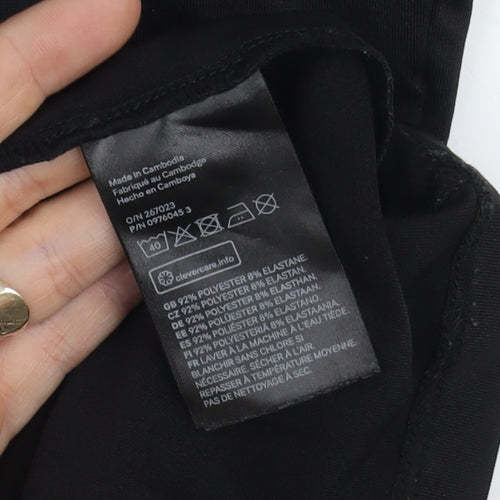 Made in Cambodia
Fabriqué au Cambodge
Hecho en Camboya
O/N 267023
P/N 0976045 3
40
clevercare.info
GB 92% POLYESTER 8% ELASTANE.
CZ 92% POLYESTER 8% ELASTHAN.
DE 92% POLYESTER 8% ELASTHAN.
EE 92% POLÜESTER 8% ELASTAAN.
ES 92% POLIÉSTER 8% ELASTANO.
FI 92% POLYESTERIÄ 8% ELASTAANIA.
FR LAVER À LA MACHINE À L'EAU TIÈDE.
BLANCHIR SANS CHLORE SI
NÉCESSAIRE. SÉCHER À L'AIR.
REPASSER À TEMPÉRATURE MOYENNE.
PAS DE NETTOYAGE À SEC.